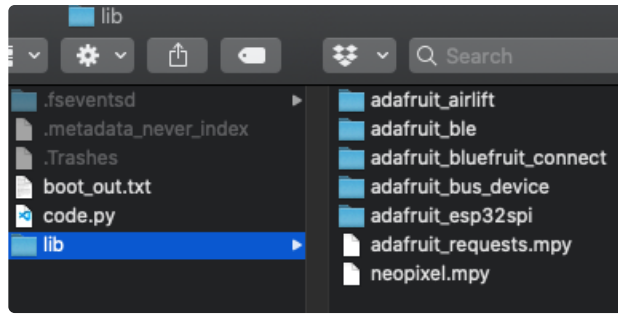 lib
Search
.fseventsd
.metadata_never_index
.Trashes
boot_out.txt
code.py
lib
adafruit_airlift
adafruit_ble
adafruit_bluefruit_connect
adafruit_bus_device
adafruit_esp32spi
adafruit_requests.mpy
neopixel.mpy